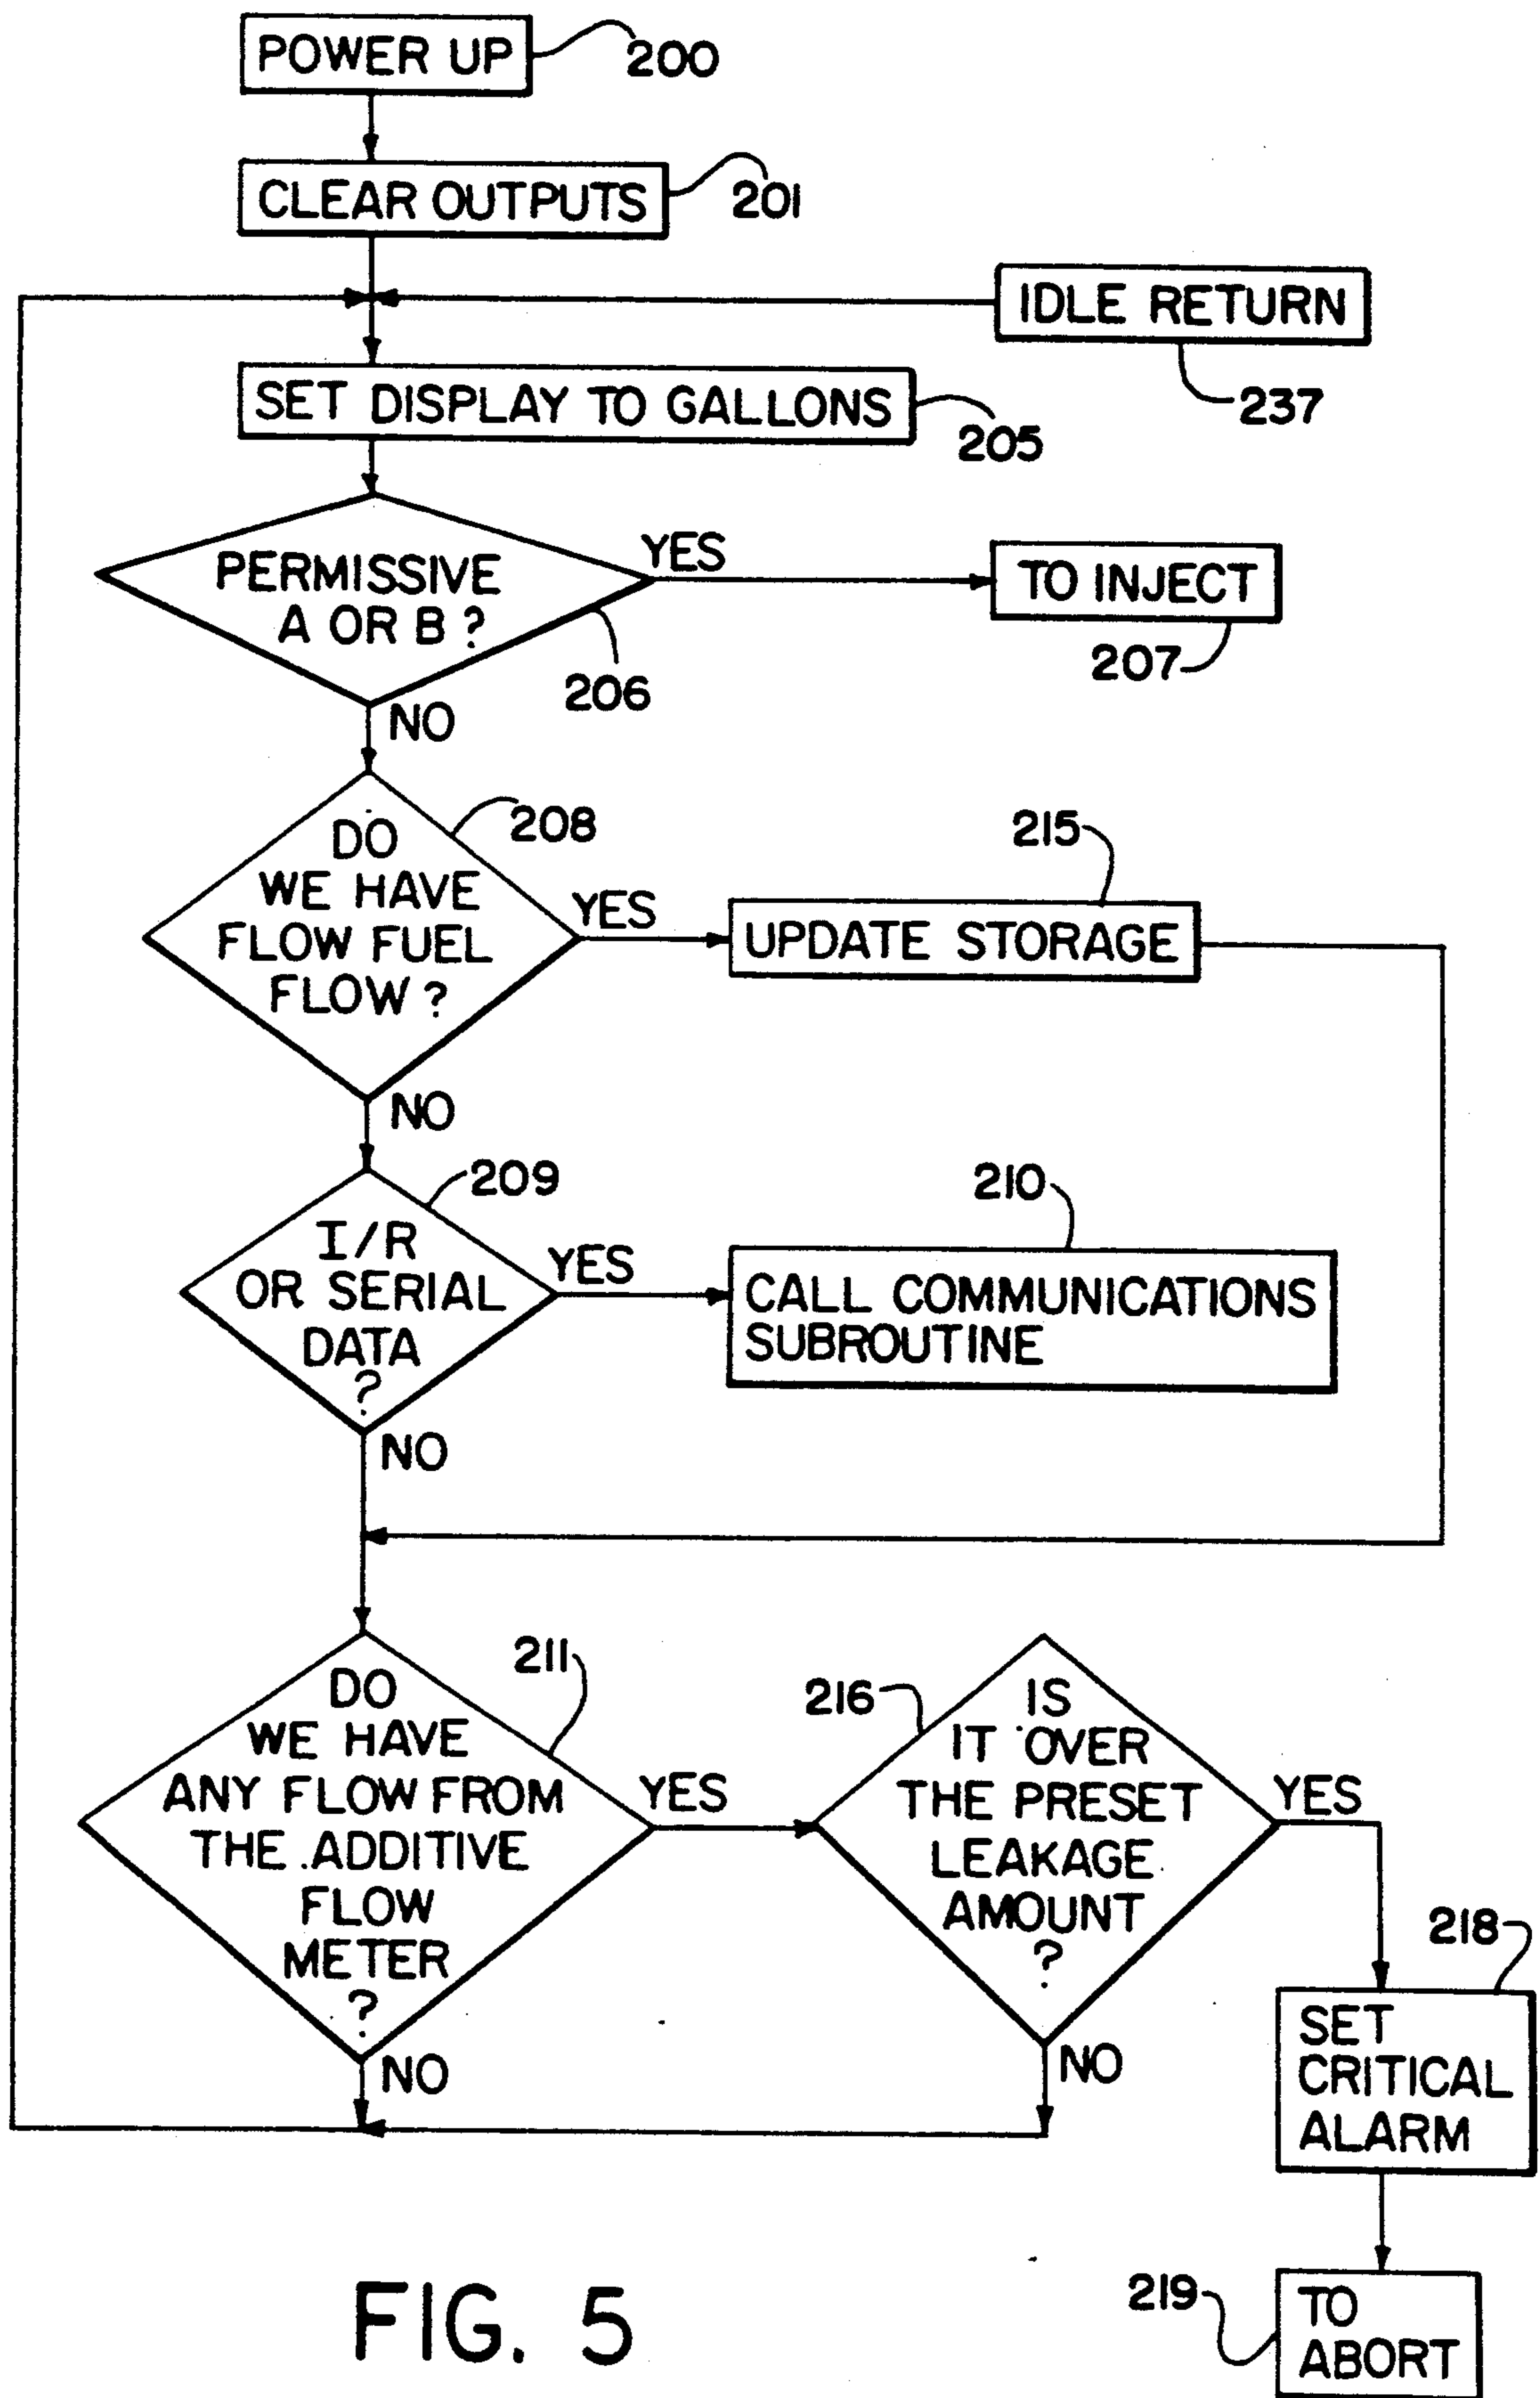 POWER UP
200
CLEAR OUTPUTS
201
IDLE RETURN
237
SET DISPLAY TO GALLONS
205
PERMISSIVE
A OR B ?
206
YES
TO INJECT
207
NO
DO
WE HAVE
FLOW FUEL
FLOW ?
208
YES
215
UPDATE STORAGE
NO
209
I/R
OR SERIAL
DATA
?
YES
210
CALL COMMUNICATIONS
SUBROUTINE
NO
211
DO
WE HAVE
ANY FLOW FROM
THE ADDITIVE
FLOW
METER
?
YES
216
IS
IT OVER
THE PRESET
LEAKAGE
AMOUNT
?
YES
NO
NO
218
SET
CRITICAL
ALARM
219
TO
ABORT
FIG. 5